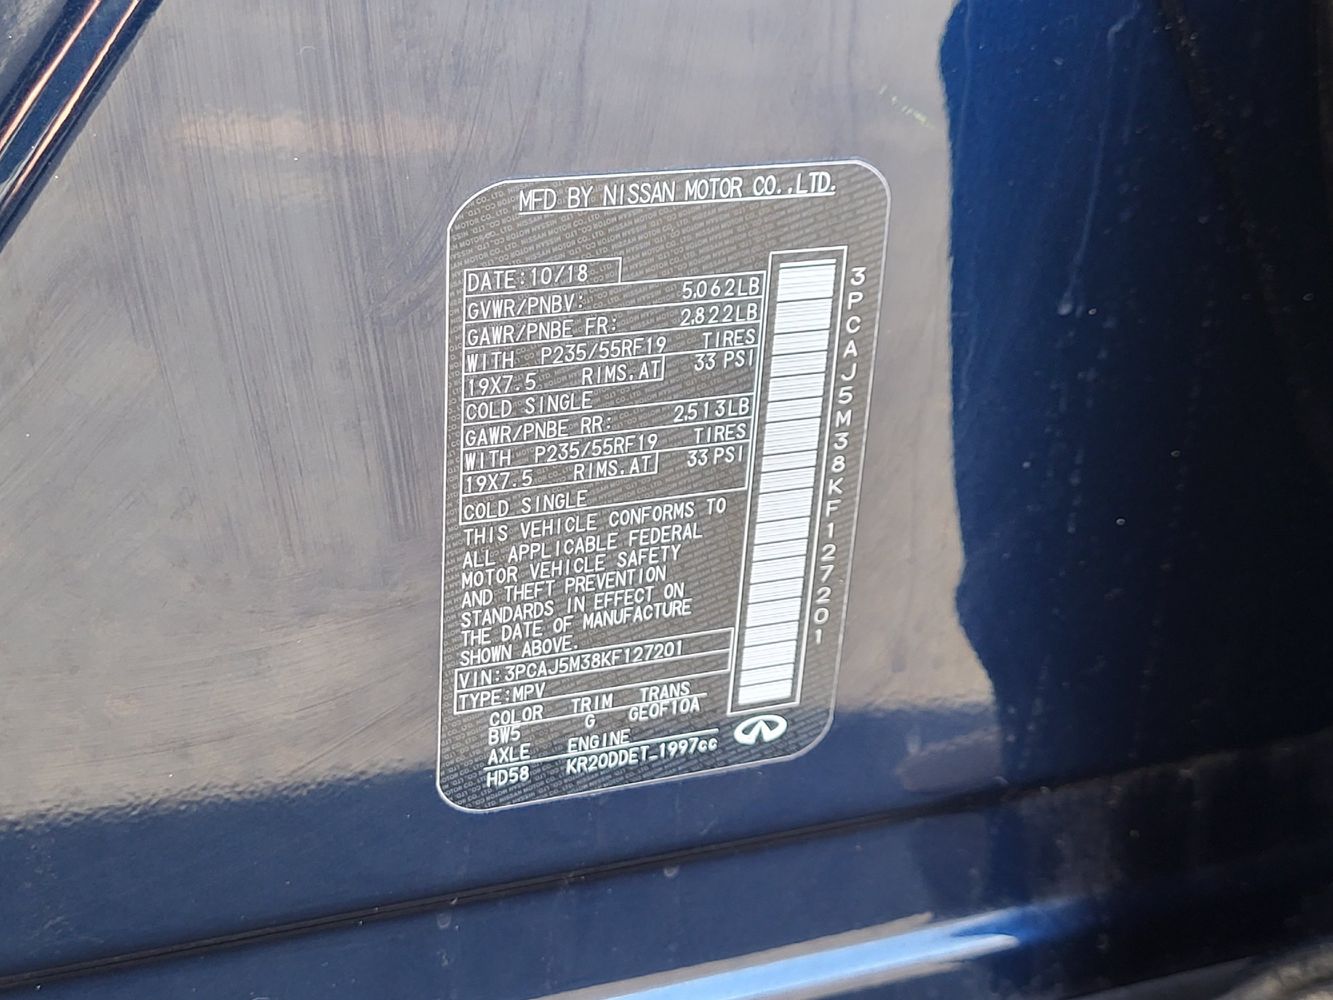 MFD BY NISSAN MOTOR CO.,LTD.
DATE:10/18
GVWR/PNBV: 5,062LB
GAWR/PNBE FR: 2,822LB
WITH P235/55RF19 TIRES
19X7.5 RIMS,AT 33 PSI
COLD SINGLE
GAWR/PNBE RR: 2,513LB
WITH P235/55RF19 TIRES
19X7.5 RIMS,AT 33 PSI
COLD SINGLE
THIS VEHICLE CONFORMS TO
ALL APPLICABLE FEDERAL
MOTOR VEHICLE SAFETY
AND THEFT PREVENTION
STANDARDS IN EFFECT ON
THE DATE OF MANUFACTURE
SHOWN ABOVE.
VIN:3PCAJ5M38KF127201
TYPE:MPV
COLOR TRIM TRANS
BW5 G GEOF10A
AXLE ENGINE
HD58 KR20DDET_1997cc
3PCAJ5M38KF127201